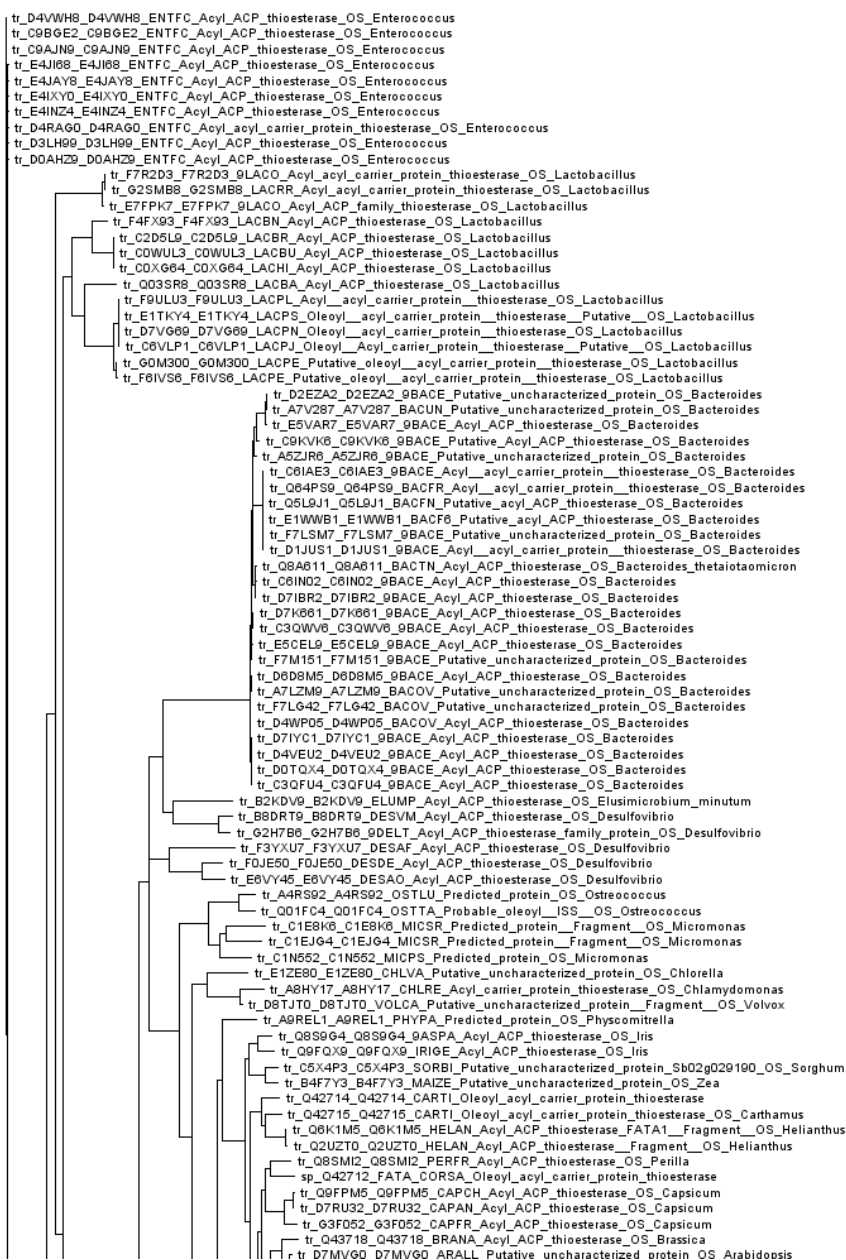 tr_D4VWH8_D4VWH8_ENTFC_Acyl_ACP_thioesterase_OS_Enterococcus
tr_C9BGE2_C9BGE2_ENTFC_Acyl_ACP_thioesterase_OS_Enterococcus
tr_C9AJN9_C9AJN9_ENTFC_Acyl_ACP_thioesterase_OS_Enterococcus
tr_E4JI68_E4JI68_ENTFC_Acyl_ACP_thioesterase_OS_Enterococcus
tr_E4JAY8_E4JAY8_ENTFC_Acyl_ACP_thioesterase_OS_Enterococcus
tr_E4IXY0_E4IXY0_ENTFC_Acyl_ACP_thioesterase_OS_Enterococcus
tr_E4INZ4_E4INZ4_ENTFC_Acyl_ACP_thioesterase_OS_Enterococcus
tr_D4RAG0_D4RAG0_ENTFC_Acyl_acyl_carrier_protein_thioesterase_OS_Enterococcus
tr_D3LH99_D3LH99_ENTFC_Acyl_ACP_thioesterase_OS_Enterococcus
tr_D0AHZ9_D0AHZ9_ENTFC_Acyl_ACP_thioesterase_OS_Enterococcus
tr_F7R2D3_F7R2D3_9LACO_Acyl_acyl_carrier_protein_thioesterase_OS_Lactobacillus
tr_G2SMB8_G2SMB8_LACRR_Acyl_acyl_carrier_protein_thioesterase_OS_Lactobacillus
tr_E7FPK7_E7FPK7_9LACO_Acyl_ACP_family_thioesterase_OS_Lactobacillus
tr_F4FX93_F4FX93_LACBN_Acyl_ACP_thioesterase_OS_Lactobacillus
tr_C2D5L9_C2D5L9_LACBR_Acyl_ACP_thioesterase_OS_Lactobacillus
tr_C0WUL3_C0WUL3_LACBU_Acyl_ACP_thioesterase_OS_Lactobacillus
tr_C0XG64_C0XG64_LACHI_Acyl_ACP_thioesterase_OS_Lactobacillus
tr_Q03SR8_Q03SR8_LACBA_Acyl_ACP_thioesterase_OS_Lactobacillus
tr_F9ULU3_F9ULU3_LACPL_Acyl__acyl_carrier_protein__thioesterase_OS_Lactobacillus
tr_E1TKY4_E1TKY4_LACPS_Oleoyl__acyl_carrier_protein__thioesterase__Putative__OS_Lactobacillus
tr_D7VG69_D7VG69_LACPN_Oleoyl_acyl_carrier_protein_thioesterase_OS_Lactobacillus
tr_C6VLP1_C6VLP1_LACPJ_Oleoyl__Acyl_carrier_protein__thioesterase__Putative__OS_Lactobacillus
tr_G0M300_G0M300_LACPE_Putative_oleoyl__acyl_carrier_protein__thioesterase_OS_Lactobacillus
tr_F6IVS6_F6IVS6_LACPE_Putative_oleoyl__acyl_carrier_protein__thioesterase_OS_Lactobacillus
tr_D2EZA2_D2EZA2_9BACE_Putative_uncharacterized_protein_OS_Bacteroides
tr_A7V287_A7V287_BACUN_Putative_uncharacterized_protein_OS_Bacteroides
tr_E5VAR7_E5VAR7_9BACE_Acyl_ACP_thioesterase_OS_Bacteroides
tr_C9KVK6_C9KVK6_9BACE_Putative_Acyl_ACP_thioesterase_OS_Bacteroides
tr_A5ZJR6_A5ZJR6_9BACE_Putative_uncharacterized_protein_OS_Bacteroides
tr_C6IAE3_C6IAE3_9BACE_Acyl__acyl_carrier_protein__thioesterase_OS_Bacteroides
tr_Q64PS9_Q64PS9_BACFR_Acyl__acyl_carrier_protein__thioesterase_OS_Bacteroides
tr_Q5L9J1_Q5L9J1_BACFN_Putative_acyl_ACP_thioesterase_OS_Bacteroides
tr_E1WWB1_E1WWB1_BACF6_Putative_acyl_ACP_thioesterase_OS_Bacteroides
tr_F7LSM7_F7LSM7_9BACE_Putative_uncharacterized_protein_OS_Bacteroides
tr_D1JUS1_D1JUS1_9BACE_Acyl__acyl_carrier_protein__thioesterase_OS_Bacteroides
tr_Q8A611_Q8A611_BACTN_Acyl_ACP_thioesterase_OS_Bacteroides_thetaiotaomicron
tr_C6IN02_C6IN02_9BACE_Acyl_ACP_thioesterase_OS_Bacteroides
tr_D7IBR2_D7IBR2_9BACE_Acyl_ACP_thioesterase_OS_Bacteroides
tr_D7K661_D7K661_9BACE_Acyl_ACP_thioesterase_OS_Bacteroides
tr_C3QWV6_C3QWV6_9BACE_Acyl_ACP_thioesterase_OS_Bacteroides
tr_E5CEL9_E5CEL9_9BACE_Acyl_ACP_thioesterase_OS_Bacteroides
tr_F7M151_F7M151_9BACE_Putative_uncharacterized_protein_OS_Bacteroides
tr_D6D8M5_D6D8M5_9BACE_Acyl_ACP_thioesterase_OS_Bacteroides
tr_A7LZM9_A7LZM9_BACOV_Putative_uncharacterized_protein_OS_Bacteroides
tr_F7LG42_F7LG42_BACOV_Putative_uncharacterized_protein_OS_Bacteroides
tr_D4WP05_D4WP05_BACOV_Acyl_ACP_thioesterase_OS_Bacteroides
tr_D7IYC1_D7IYC1_9BACE_Acyl_ACP_thioesterase_OS_Bacteroides
tr_D4VEU2_D4VEU2_9BACE_Acyl_ACP_thioesterase_OS_Bacteroides
tr_D0TQX4_D0TQX4_9BACE_Acyl_ACP_thioesterase_OS_Bacteroides
tr_C3QFU4_C3QFU4_9BACE_Acyl_ACP_thioesterase_OS_Bacteroides
tr_B2KDV9_B2KDV9_ELUMP_Acyl_ACP_thioesterase_OS_Elusimicrobium_minutum
tr_B8DRT9_B8DRT9_DESVM_Acyl_ACP_thioesterase_OS_Desulfovibrio
tr_G2H7B6_G2H7B6_9DELT_Acyl_ACP_thioesterase_family_protein_OS_Desulfovibrio
tr_F3YXU7_F3YXU7_DESAF_Acyl_ACP_thioesterase_OS_Desulfovibrio
tr_F0JE50_F0JE50_DESDE_Acyl_ACP_thioesterase_OS_Desulfovibrio
tr_E6VY45_E6VY45_DESAO_Acyl_ACP_thioesterase_OS_Desulfovibrio
tr_A4RS92_A4RS92_OSTLU_Predicted_protein_OS_Ostreococcus
tr_Q01FC4_Q01FC4_OSTTA_Probable_oleoyl__ISS__OS_Ostreococcus
tr_C1E8K6_C1E8K6_MICSR_Predicted_protein__Fragment__OS_Micromonas
tr_C1EJG4_C1EJG4_MICSR_Predicted_protein__Fragment__OS_Micromonas
tr_C1N552_C1N552_MICPS_Predicted_protein_OS_Micromonas
tr_E1ZE80_E1ZE80_CHLVA_Putative_uncharacterized_protein_OS_Chlorella
tr_A8HY17_A8HY17_CHLRE_Acyl_carrier_protein_thioesterase_OS_Chlamydomonas
tr_D8TJT0_D8TJT0_VOLCA_Putative_uncharacterized_protein__Fragment__OS_Volvox
tr_A9REL1_A9REL1_PHYPA_Predicted_protein_OS_Physcomitrella
tr_Q8S9G4_Q8S9G4_9ASPA_Acyl_ACP_thioesterase_OS_Iris
tr_Q9FQX9_Q9FQX9_IRIGE_Acyl_ACP_thioesterase_OS_Iris
tr_C5X4P3_C5X4P3_SORBI_Putative_uncharacterized_protein_Sb02g029190_OS_Sorghum
tr_B4F7Y3_B4F7Y3_MAIZE_Putative_uncharacterized_protein_OS_Zea
tr_Q42714_Q42714_CARTI_Oleoyl_acyl_carrier_protein_thioesterase
tr_Q42715_Q42715_CARTI_Oleoyl_acyl_carrier_protein_thioesterase_OS_Carthamus
tr_Q6K1M5_Q6K1M5_HELAN_Acyl_ACP_thioesterase_FATA1__Fragment__OS_Helianthus
tr_Q2UZT0_Q2UZT0_HELAN_Acyl_ACP_thioesterase__Fragment__OS_Helianthus
tr_Q8SMI2_Q8SMI2_PERFR_Acyl_ACP_thioesterase_OS_Perilla
sp_Q42712_FATA_CORSA_Oleoyl_acyl_carrier_protein_thioesterase
tr_Q9FPM5_Q9FPM5_CAPCH_Acyl_ACP_thioesterase_OS_Capsicum
tr_D7RU32_D7RU32_CAPAN_Acyl_ACP_thioesterase_OS_Capsicum
tr_G3F052_G3F052_CAPFR_Acyl_ACP_thioesterase_OS_Capsicum
tr_Q43718_Q43718_BRANA_Acyl_ACP_thioesterase_OS_Brassica
tr_D7MVG0_D7MVG0_ARALL_Putative_uncharacterized_protein_OS_Arabidopsis